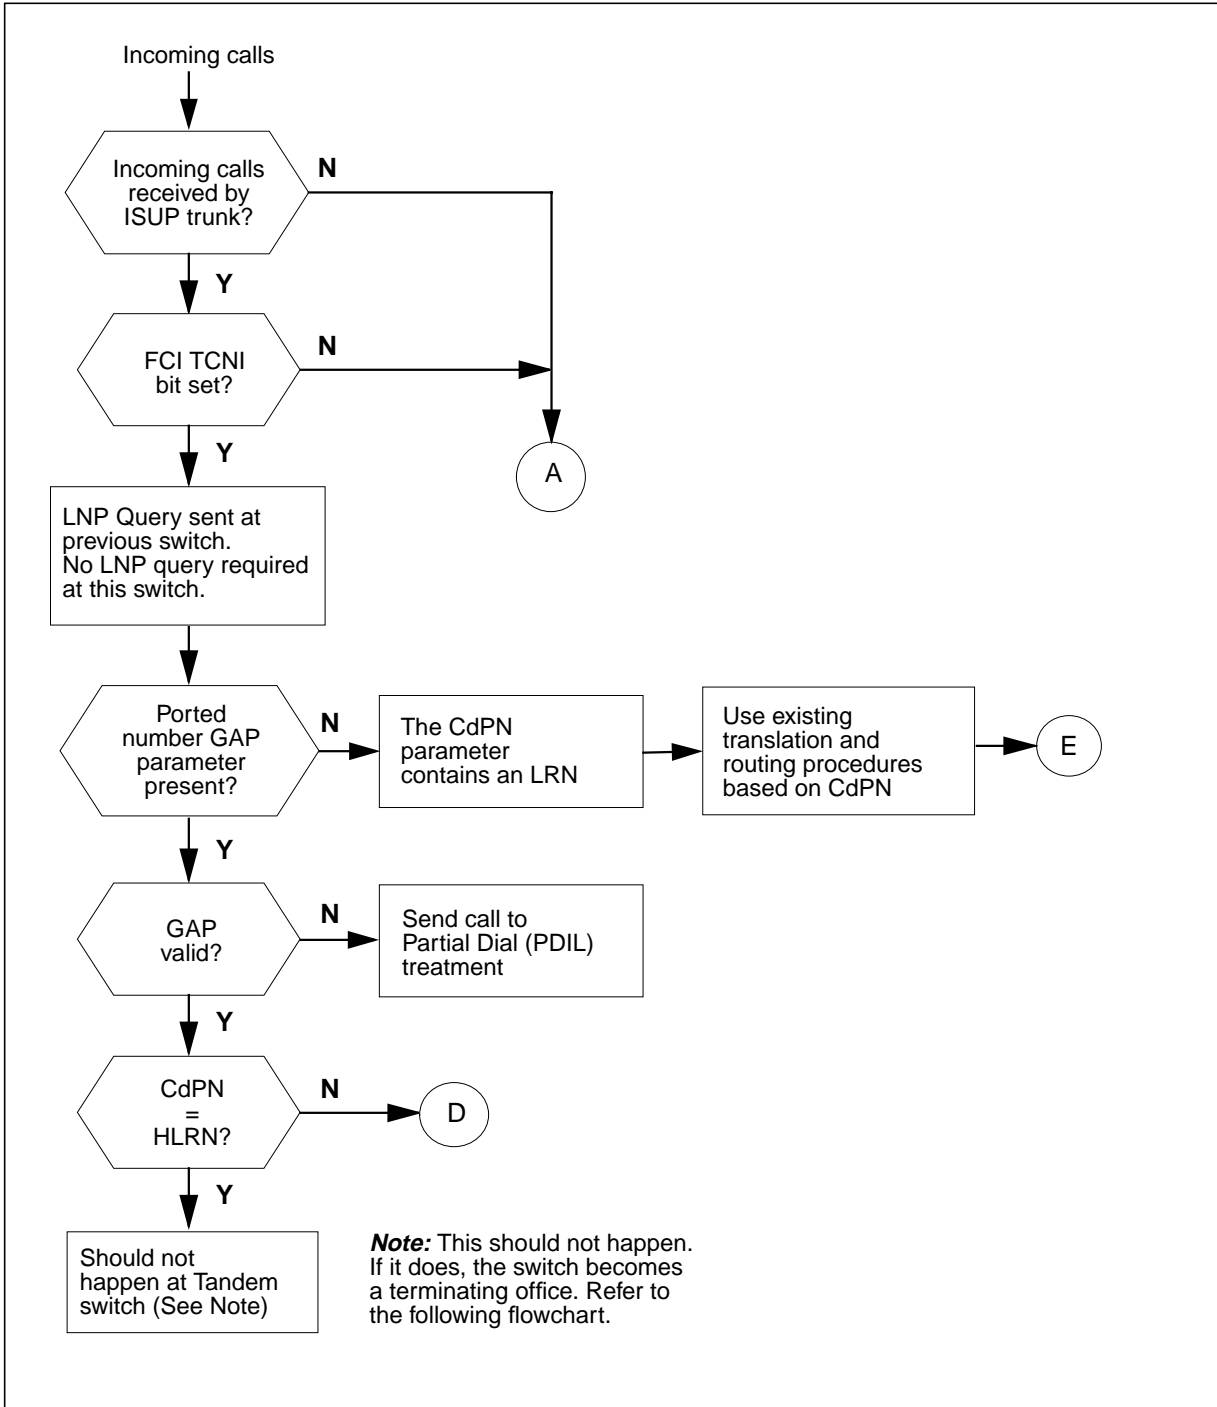 Incoming calls
Incoming calls
received by
ISUP trunk?
N
Y
FCI TCNI
bit set?
N
Y
A
LNP Query sent at
previous switch.
No LNP query required
at this switch.
Ported
number GAP
parameter
present?
N
The CdPN
parameter
contains an LRN
Use existing
translation and
routing procedures
based on CdPN
E
Y
GAP
valid?
N
Send call to
Partial Dial (PDIL)
treatment
Y
CdPN
=
HLRN?
N
D
Y
Should not
happen at Tandem
switch (See Note)
Note: This should not happen.
If it does, the switch becomes
a terminating office. Refer to
the following flowchart.